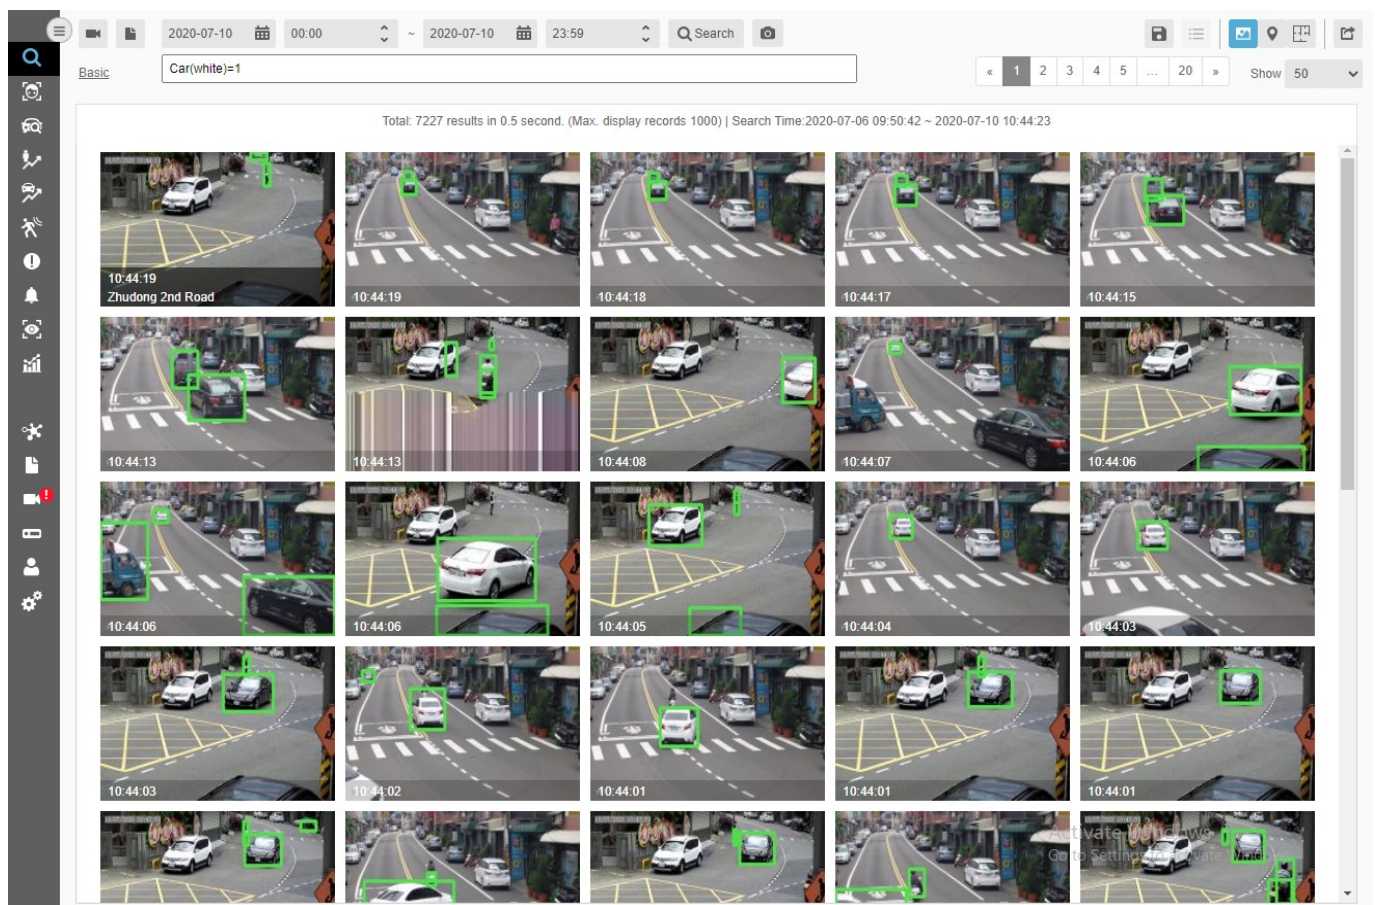 2020-07-10 00:00 ~ 2020-07-10 23:59 Search
Basic Car(white)=1
« 1 2 3 4 5 ... 20 » Show 50
Total: 7227 results in 0.5 second. (Max. display records 1000) | Search Time:2020-07-06 09:50:42 ~ 2020-07-10 10:44:23
10:44:19
Zhudong 2nd Road
10:44:19
10:44:18
10:44:17
10:44:15
10:44:13
10:44:13
10:44:08
10:44:07
10:44:06
10:44:06
10:44:06
10:44:05
10:44:04
10:44:03
10:44:03
10:44:02
10:44:01
10:44:01
10:44:01
Activate Windows
Go to Settings to activate Windows